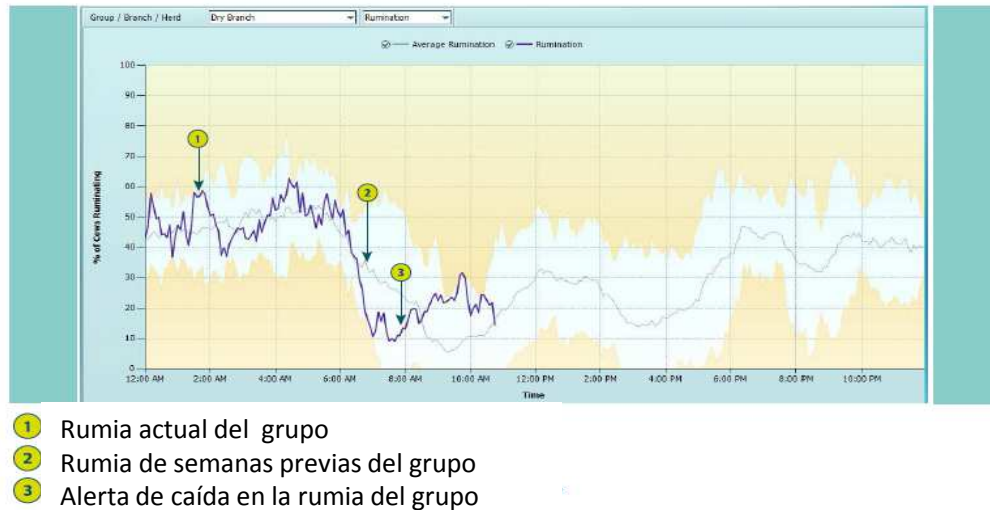 Group / Branch / Herd Dry Branch Rumination
Average Rumination Rumination
100
90
80
70
60
50
40
30
20
10
0
% of Cows Ruminating
1
2
3
12:00 AM 2:00 AM 4:00 AM 6:00 AM 8:00 AM 10:00 AM 12:00 PM 2:00 PM 4:00 PM 6:00 PM 8:00 PM 10:00 PM
Time
1 Rumia actual del grupo
2 Rumia de semanas previas del grupo
3 Alerta de caída en la rumia del grupo